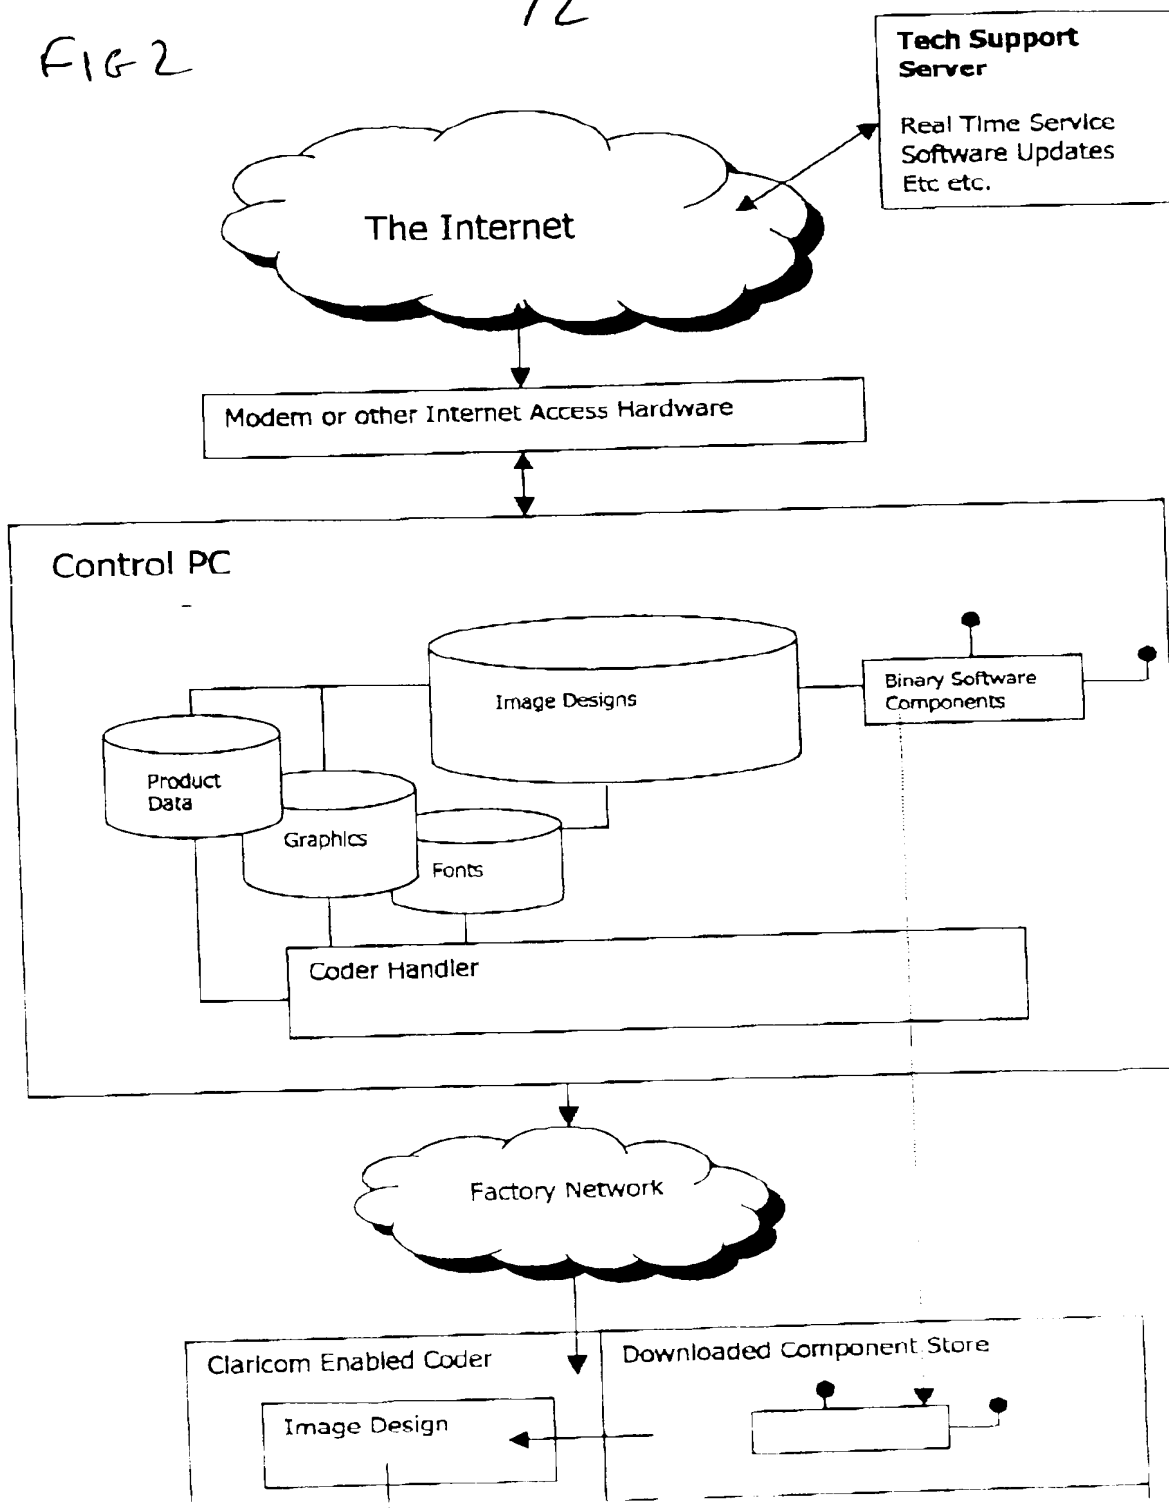 FIG 2
12
Tech Support
Server
Real Time Service
Software Updates
Etc etc.
The Internet
Modem or other Internet Access Hardware
Control PC
Image Designs
Binary Software
Components
Product
Data
Graphics
Fonts
Coder Handler
Factory Network
Claricom Enabled Coder
Downloaded Component Store
Image Design